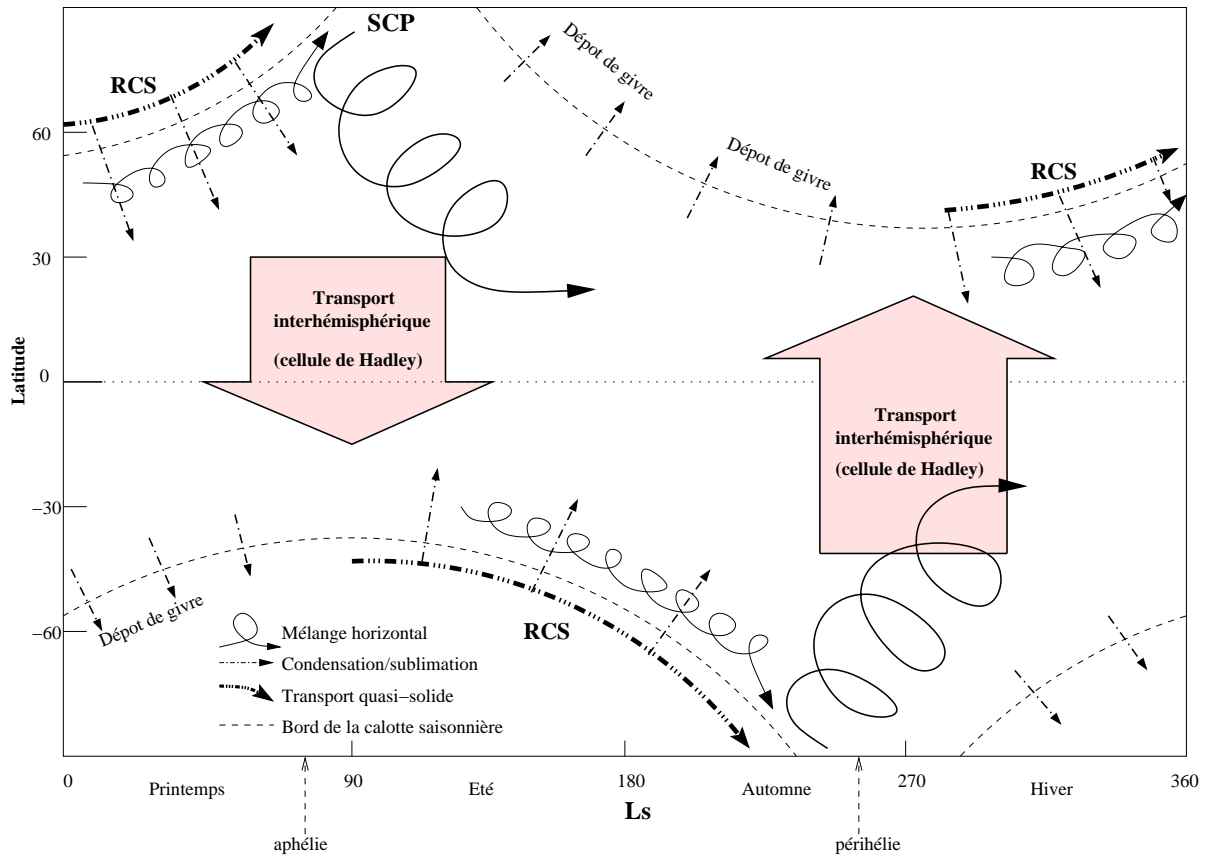 SCP
RCS
Dépot de givre
Dépot de givre
RCS
60
30
0
−30
−60
Latitude
Transport
interhémisphérique
(cellule de Hadley)
Transport
interhémisphérique
(cellule de Hadley)
RCS
Dépot de givre
Mélange horizontal
Condensation/sublimation
Transport quasi−solide
Bord de la calotte saisonnière
0
90
180
270
360
Printemps
Eté
Automne
Hiver
Ls
aphélie
périhélie